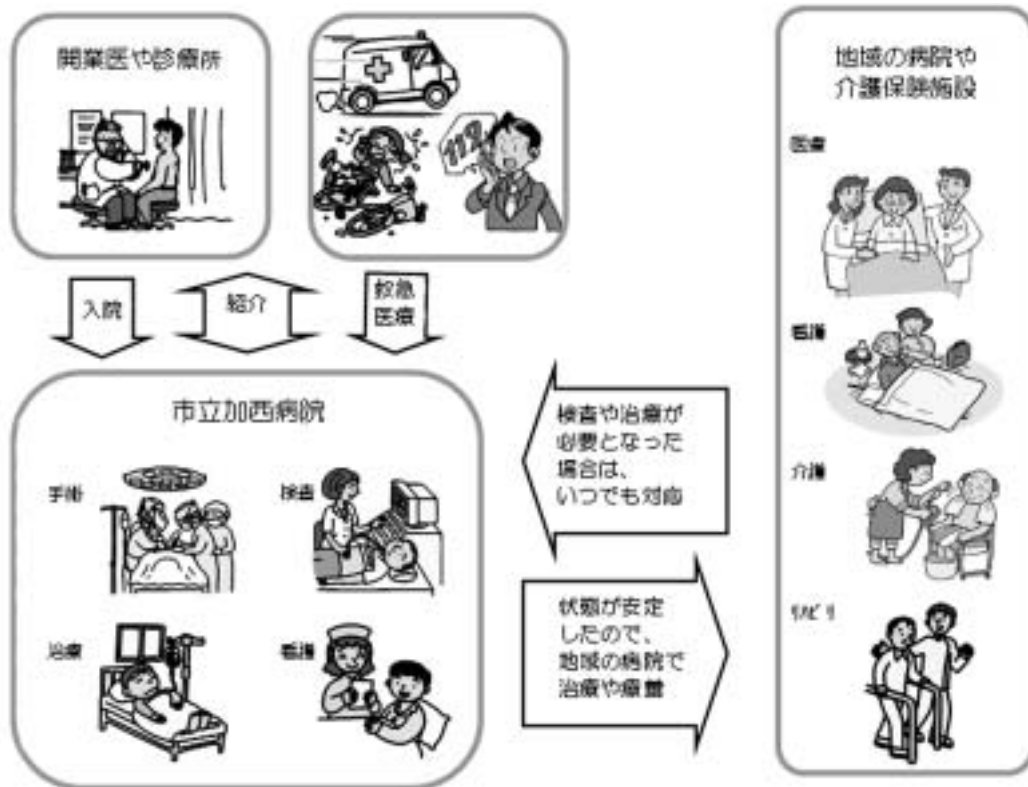 開業医や診療所
119
入院
紹介
救急
医療
市立加西病院
手術
検査
治療
看護
検査や治療が
必要となった
場合は、
いつでも対応
状態が安定
したので、
地域の病院で
治療や療養
地域の病院や
介護保険施設
医療
看護
介護
リハビリ